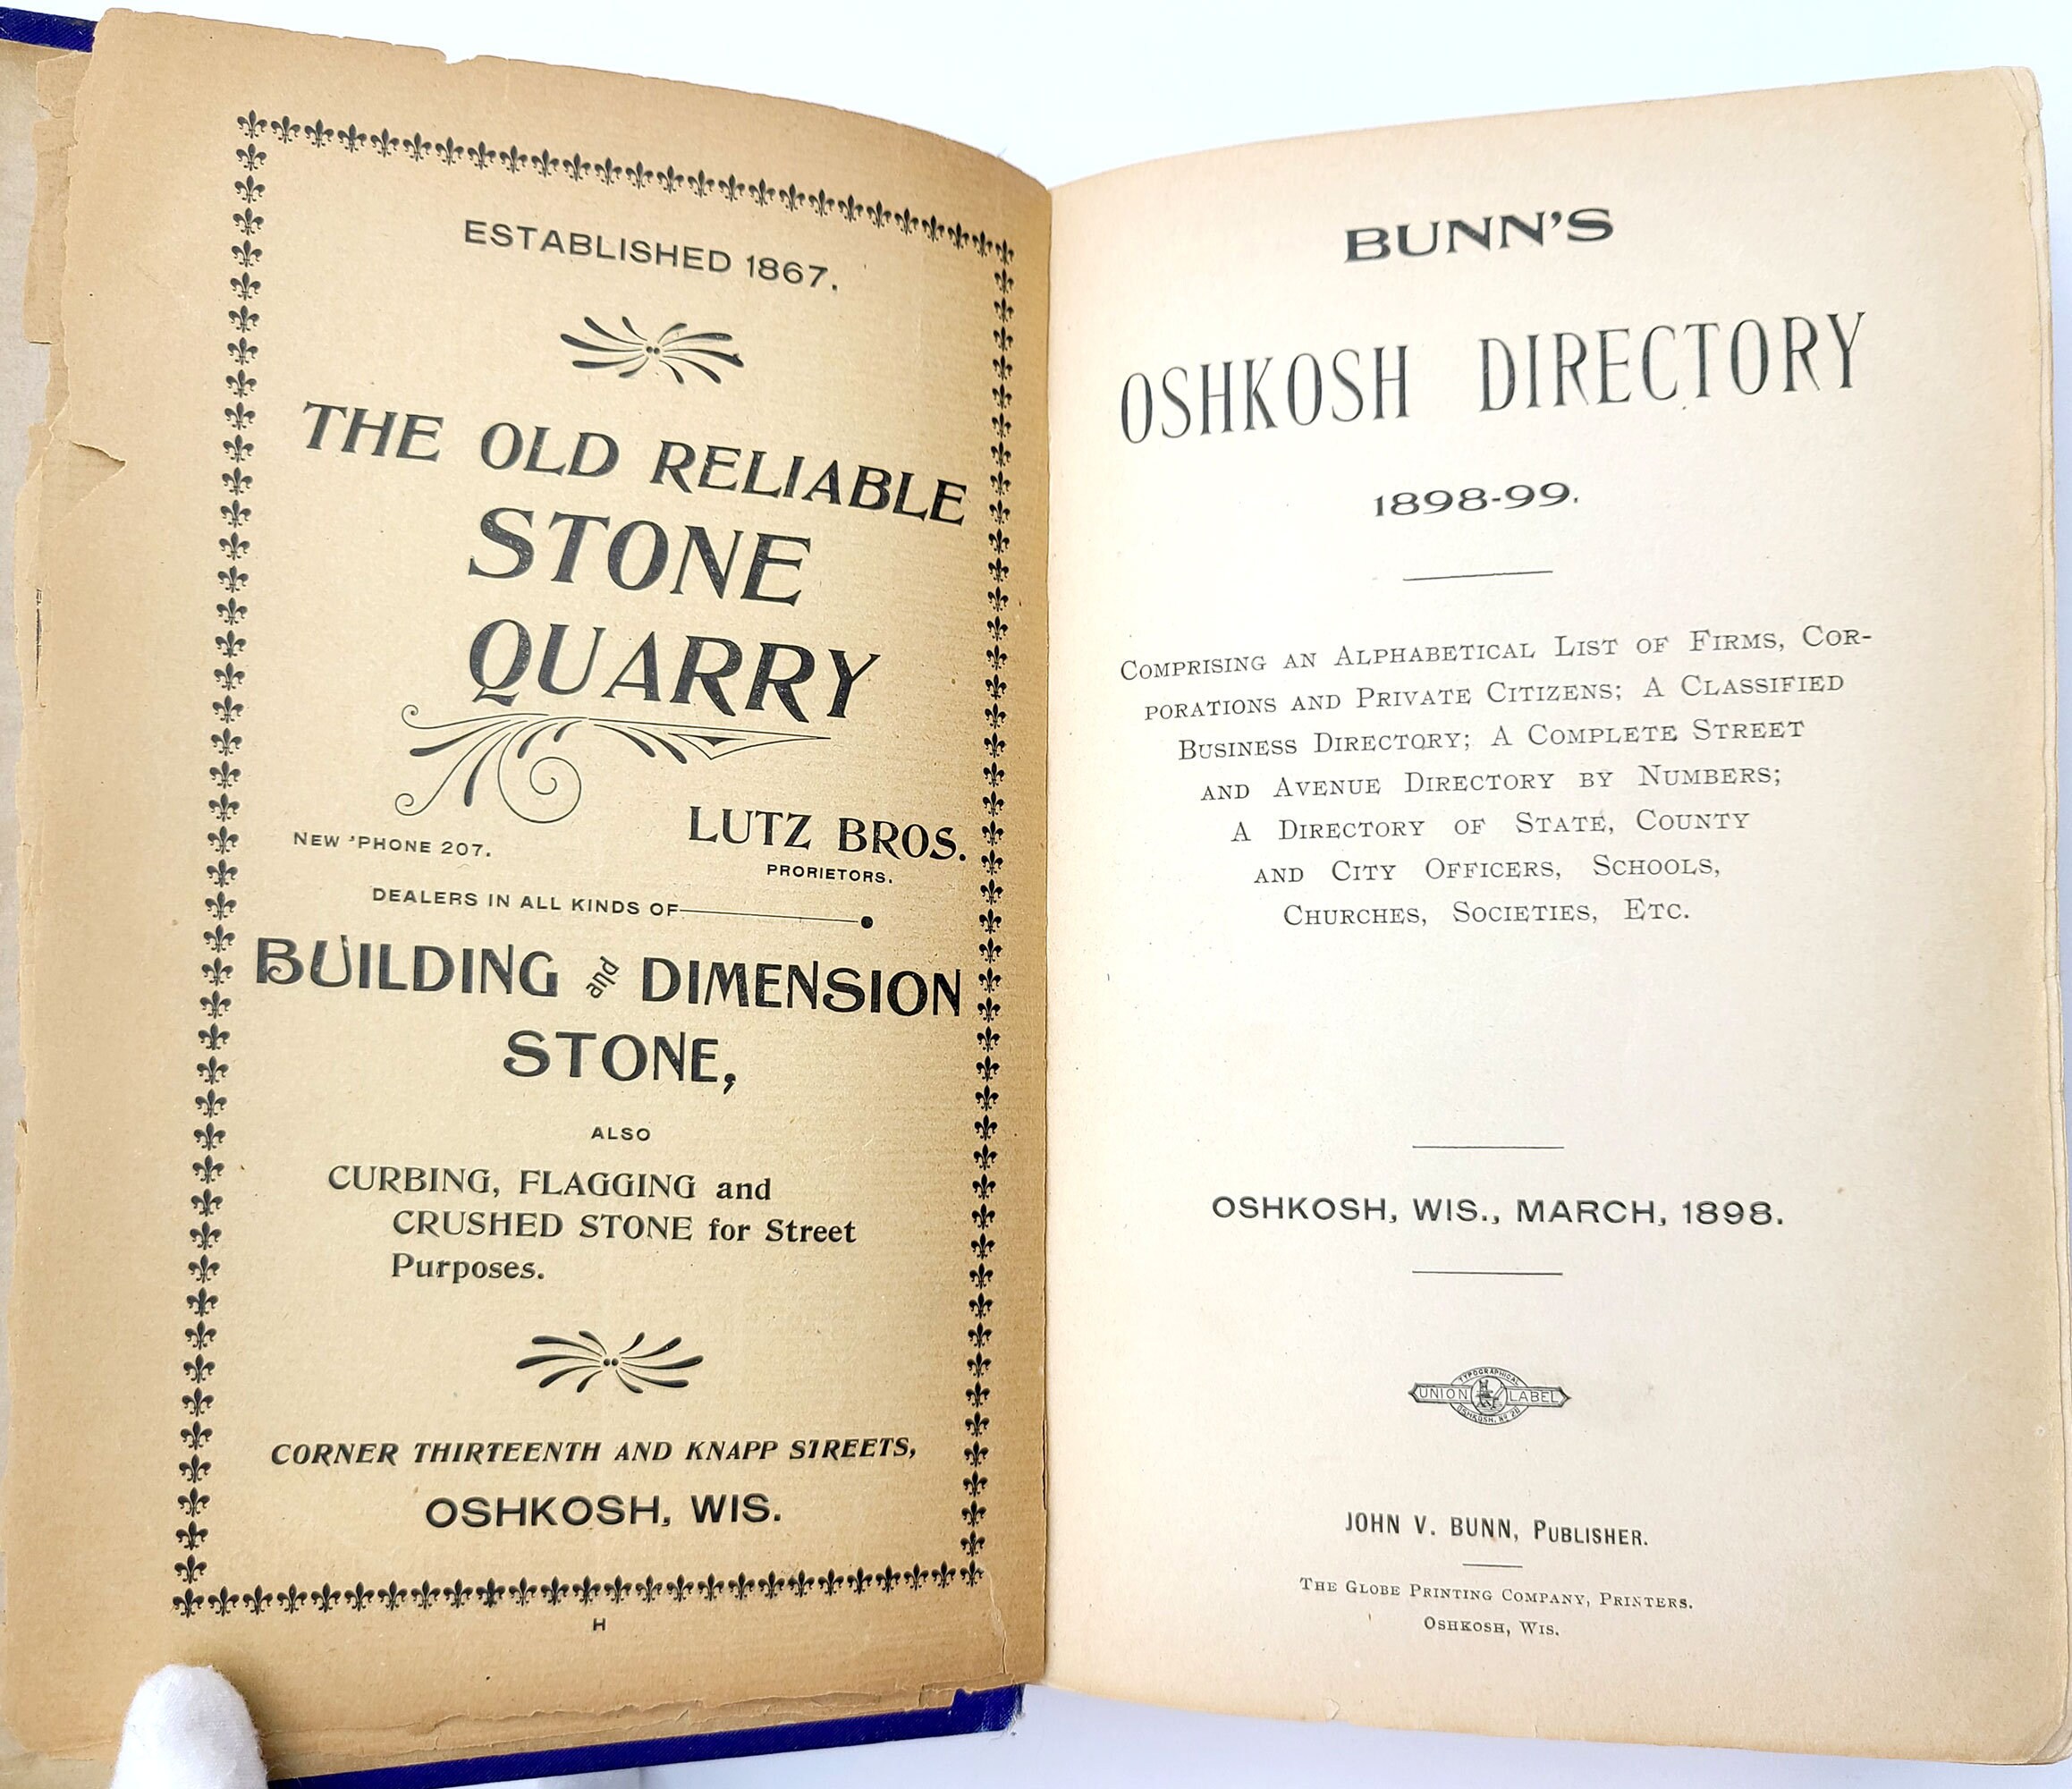 ESTABLISHED 1867.
THE OLD RELIABLE
STONE
QUARRY
LUTZ BROS.
NEW 'PHONE 207.
PRORIETORS.
DEALERS IN ALL KINDS OF
BUILDING and DIMENSION
STONE,
ALSO
CURBING, FLAGGING and
CRUSHED STONE for Street
Purposes.
CORNER THIRTEENTH AND KNAPP STREETS,
OSHKOSH, WIS.
H
BUNN'S
OSHKOSH DIRECTORY
1898-99.
COMPRISING AN ALPHABETICAL LIST OF FIRMS, COR-
PORATIONS AND PRIVATE CITIZENS; A CLASSIFIED
BUSINESS DIRECTORY; A COMPLETE STREET
AND AVENUE DIRECTORY BY NUMBERS;
A DIRECTORY OF STATE, COUNTY
AND CITY OFFICERS, SCHOOLS,
CHURCHES, SOCIETIES, ETC.
OSHKOSH, WIS., MARCH, 1898.
TYPOGRAPHICAL
UNION LABEL
OSHKOSH,
JOHN V. BUNN, PUBLISHER.
THE GLOBE PRINTING COMPANY, PRINTERS.
OSHKOSH, WIS.